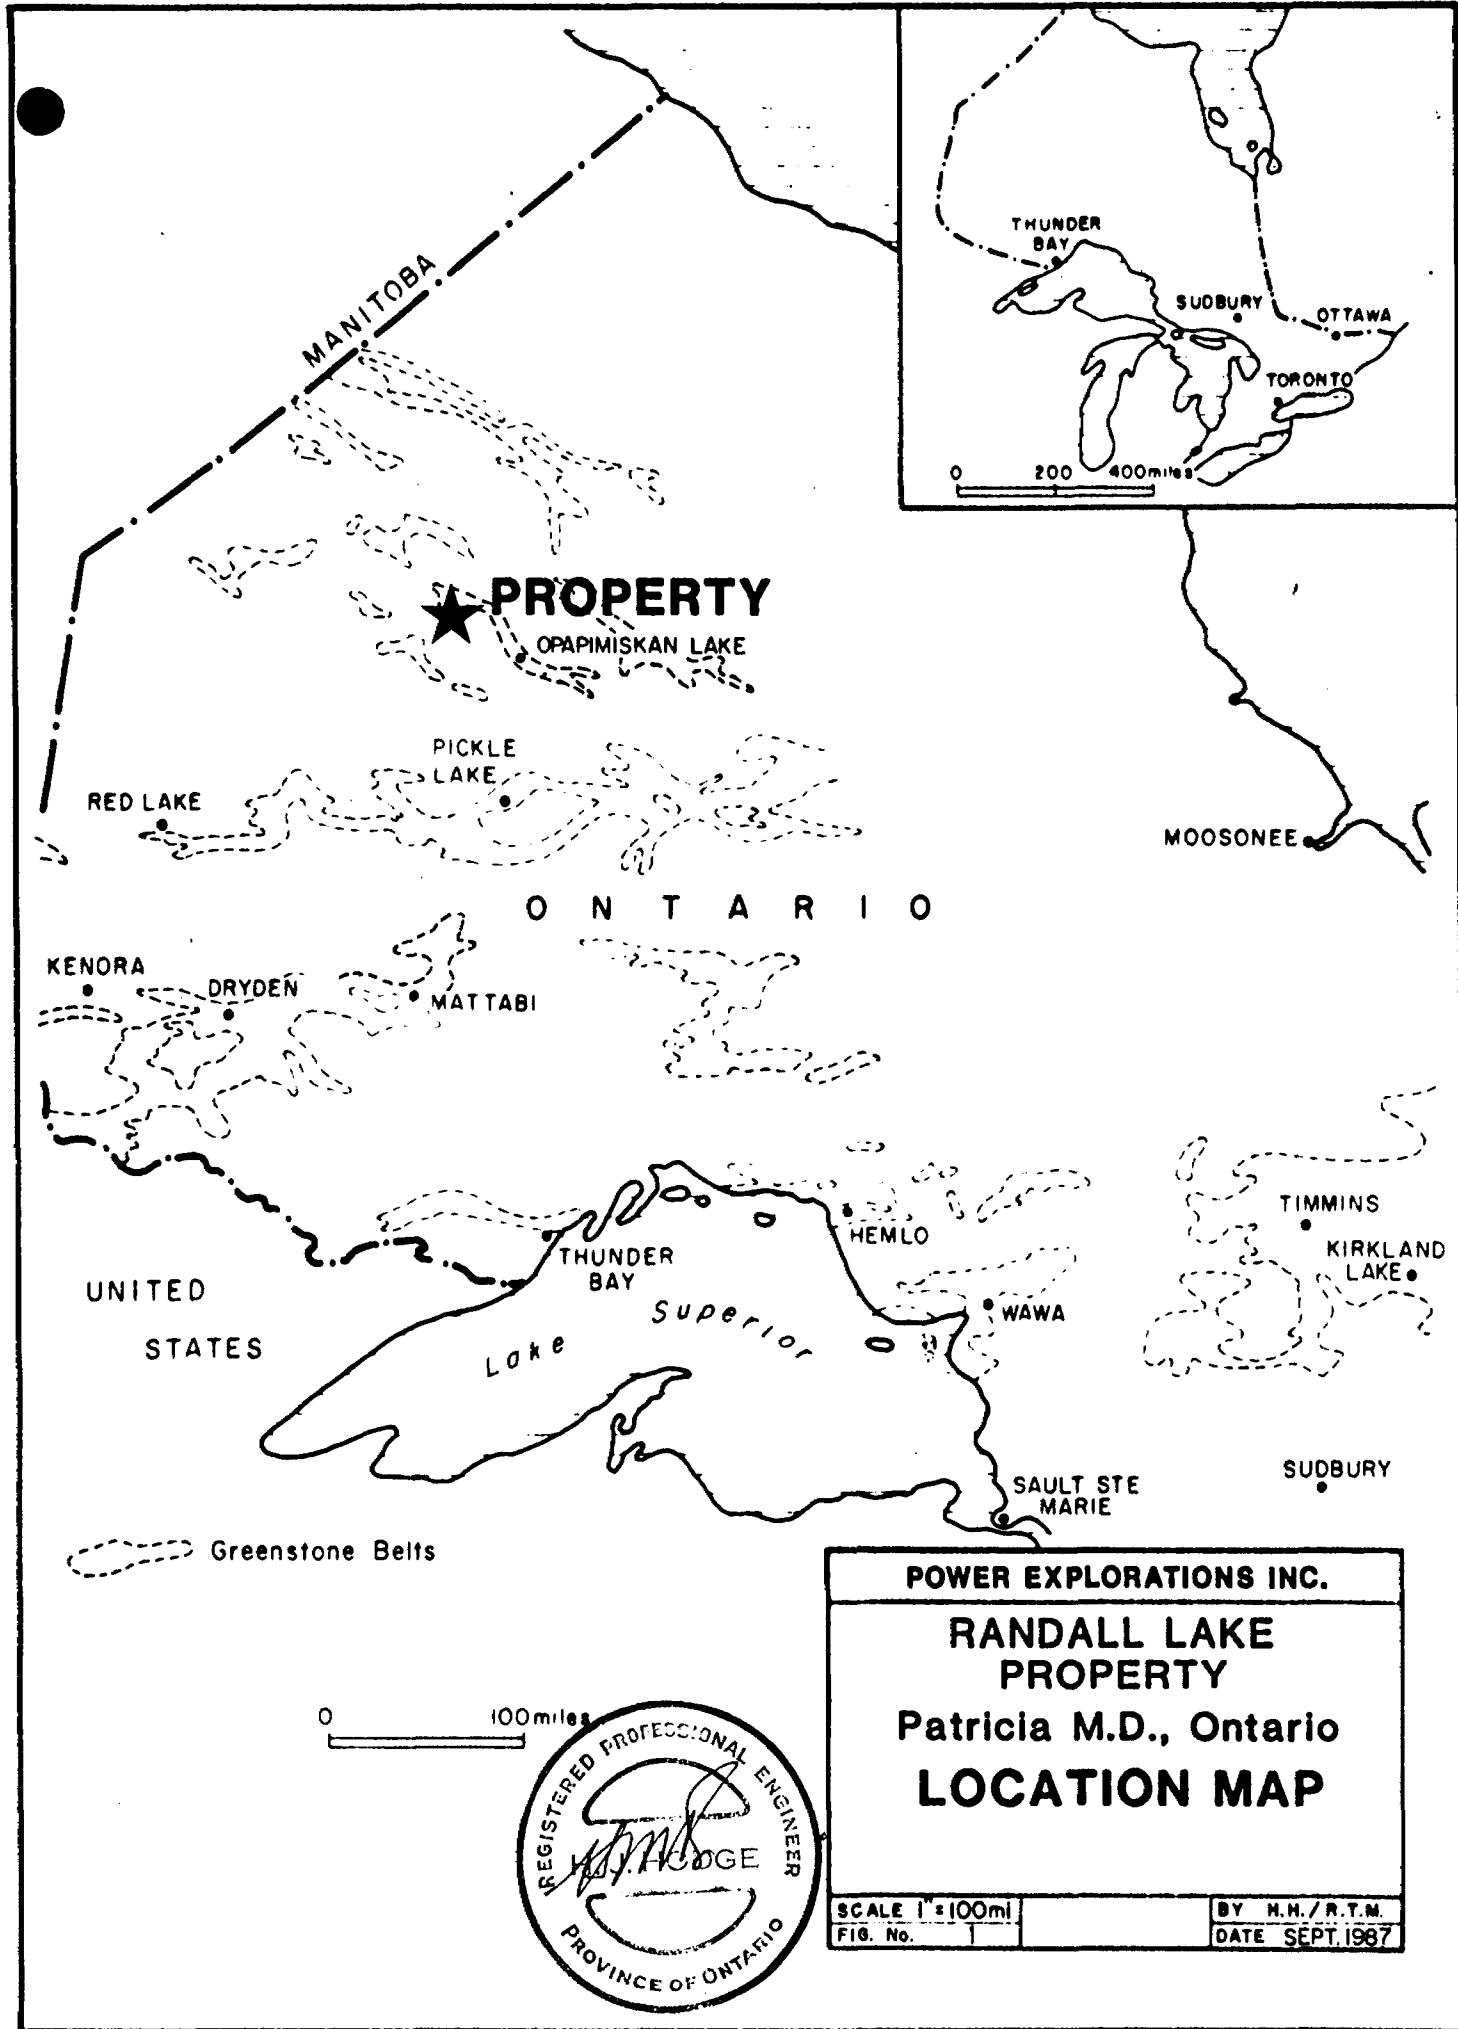 MANITOBA
THUNDER
BAY
SUDBURY
OTTAWA
TORONTO
0 200 400miles
PROPERTY
OPAPIMISKAN LAKE
PICKLE
LAKE
RED LAKE
MOOSONEE
ONTARIO
KENORA
DRYDEN
MATTABI
TIMMINS
HEMLO
KIRKLAND
LAKE
THUNDER
BAY
UNITED
STATES
Lake Superior
WAWA
SUDBURY
SAULT STE
MARIE
Greenstone Belts
0 100miles
REGISTERED PROFESSIONAL ENGINEER
HODGE
PROVINCE OF ONTARIO
POWER EXPLORATIONS INC.
RANDALL LAKE
PROPERTY
Patricia M.D., Ontario
LOCATION MAP
SCALE 1"=100mi
BY H.H./R.T.M.
FIG. No. 1
DATE SEPT. 1987